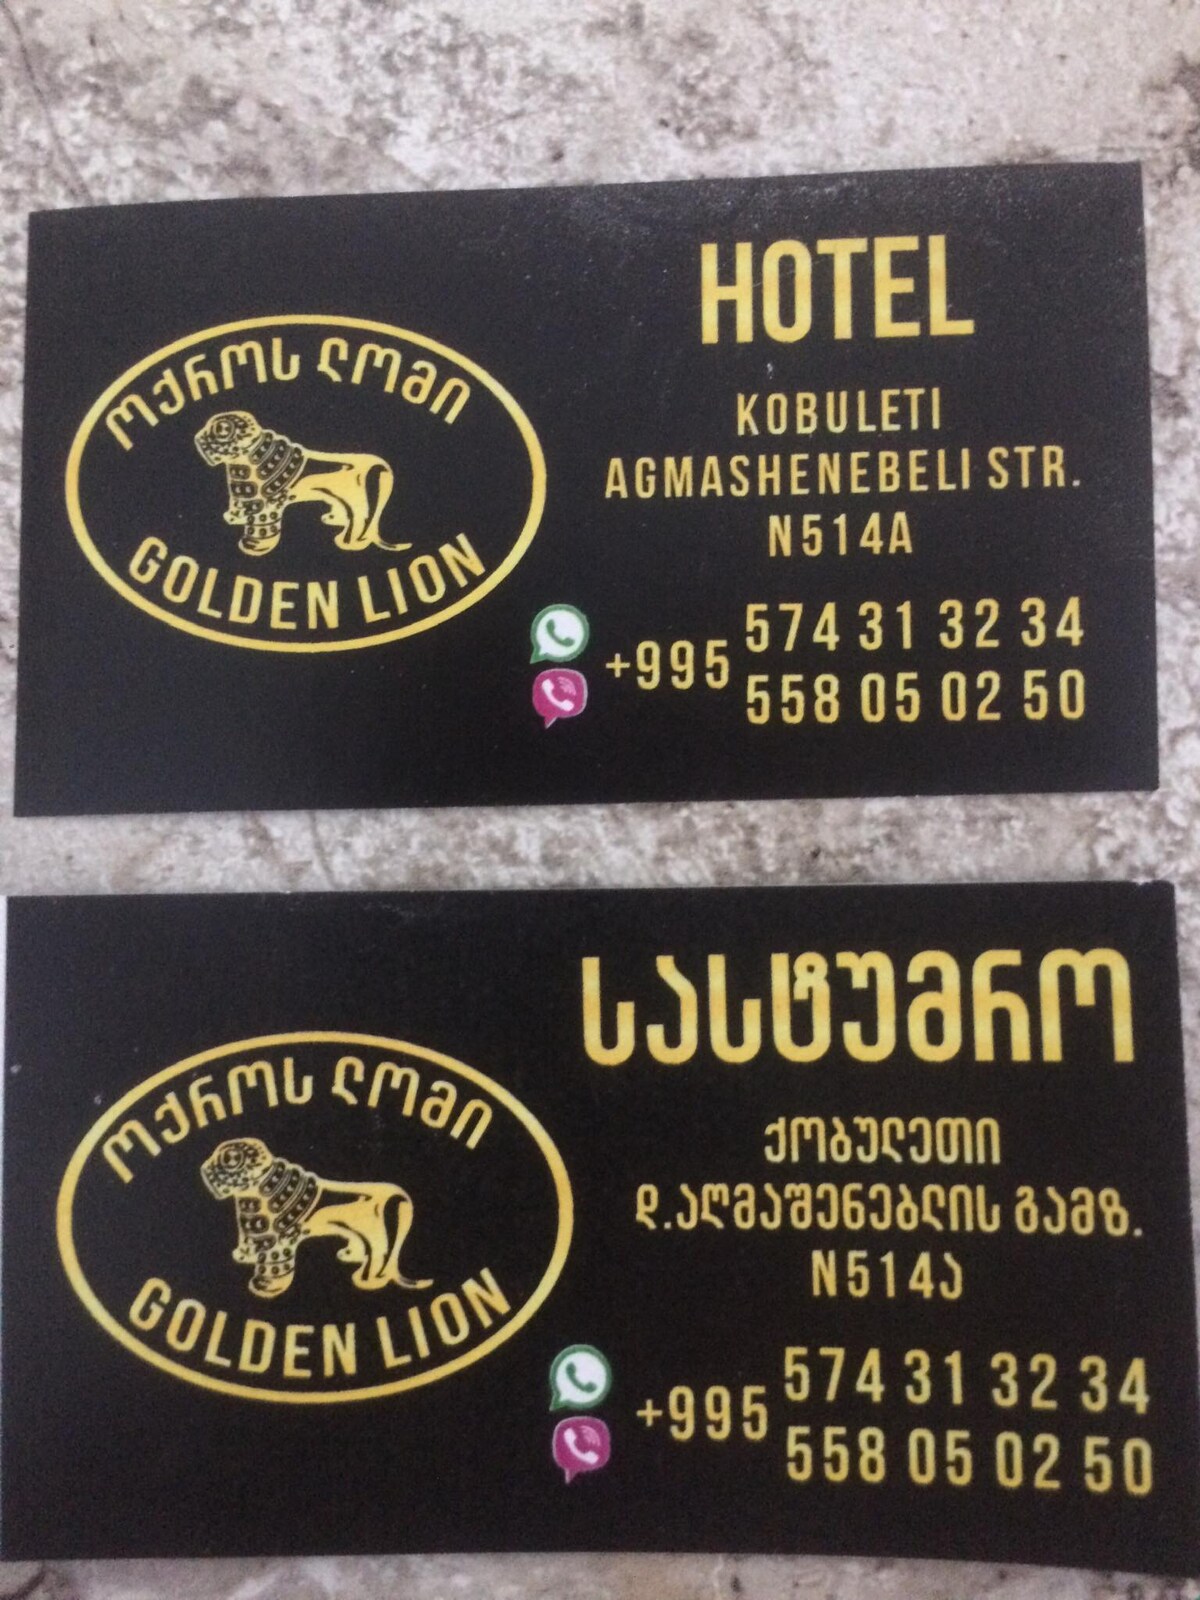 ოქროს ლომი
GOLDEN LION
HOTEL
KOBULETI
AGMASHENEBELI STR.
N514A
+995
574 31 32 34
558 05 02 50
ოქროს ლომი
GOLDEN LION
სასტუმრო
ქობულეთი
დ.აღმაშენებლის გამზ.
N514ა
+995
574 31 32 34
558 05 02 50